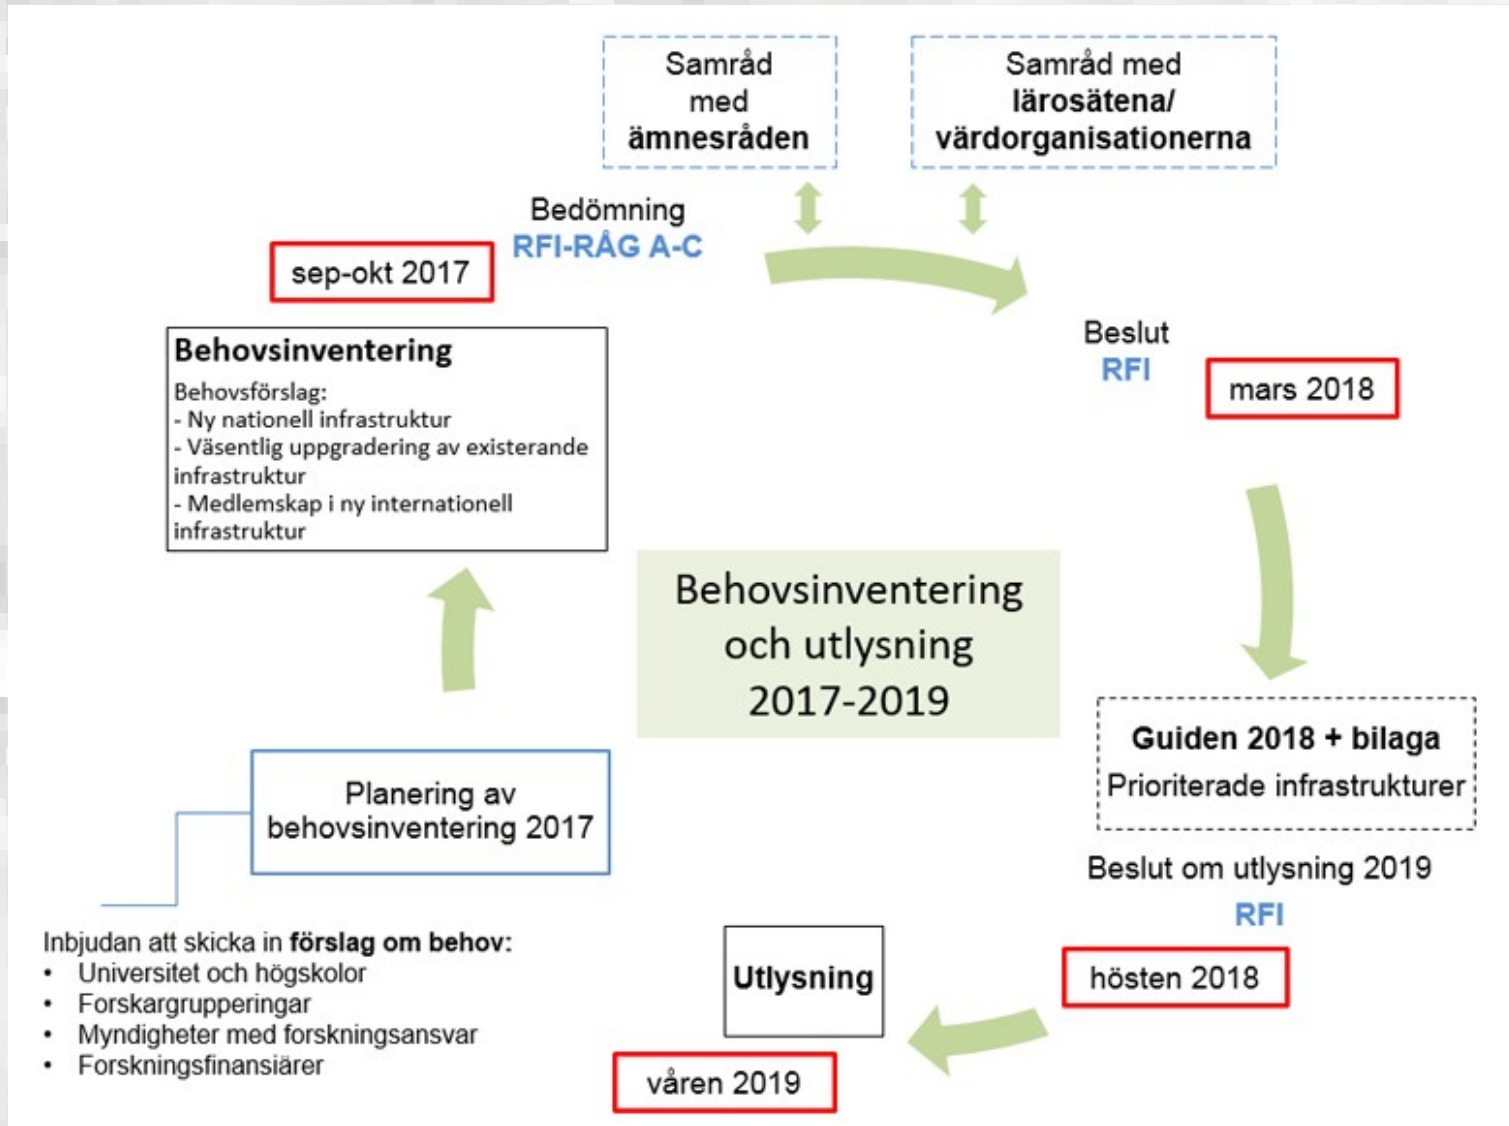 Samråd
med
ämnesråden
Samråd med
lärosätena/
värdorganisationerna
Bedömning
RFI-RÅG A-C
sep-okt 2017
Behovsinventering
Behovsförslag:
- Ny nationell infrastruktur
- Väsentlig uppgradering av existerande
infrastruktur
- Medlemskap i ny internationell
infrastruktur
Beslut
RFI
mars 2018
Behovsinventering
och utlysning
2017-2019
Guiden 2018 + bilaga
Prioriterade infrastrukturer
Beslut om utlysning 2019
RFI
hösten 2018
Utlysning
våren 2019
Planering av
behovsinventering 2017
Inbjudan att skicka in förslag om behov:
• Universitet och högskolor
• Forskargrupperingar
• Myndigheter med forskningsansvar
• Forskningsfinansiärer